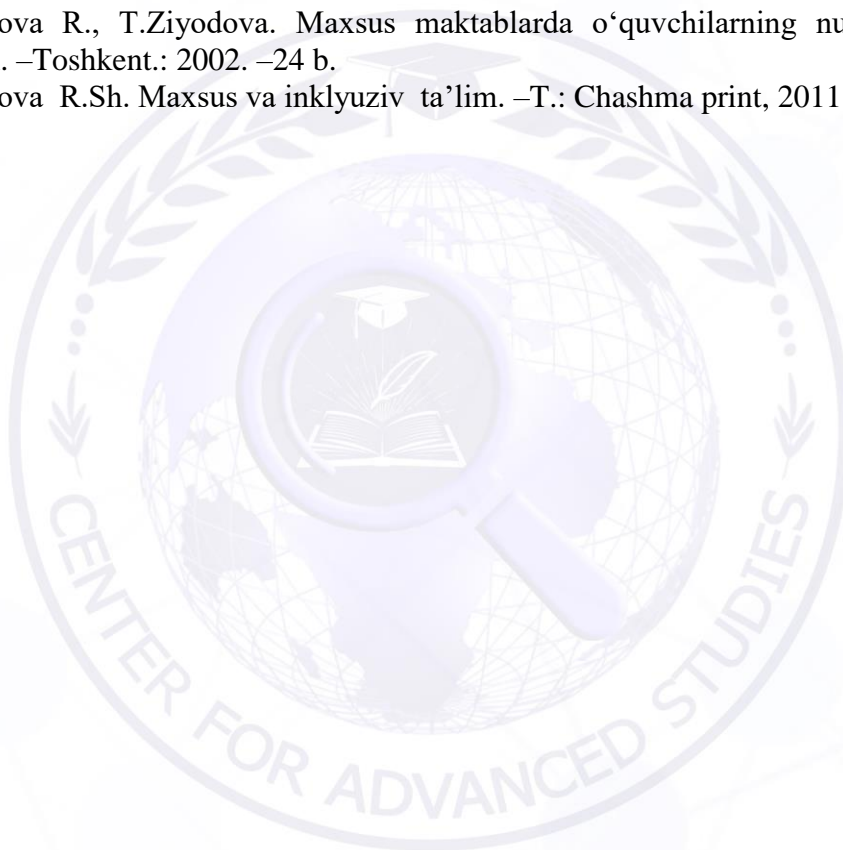 ova R., T.Ziyodova. Maxsus maktablarda o‘quvchilarning nu
. –Toshkent.: 2002. –24 b.
ova R.Sh. Maxsus va inklyuziv ta’lim. –T.: Chashma print, 2011
CENTER FOR ADVANCED STUDIES